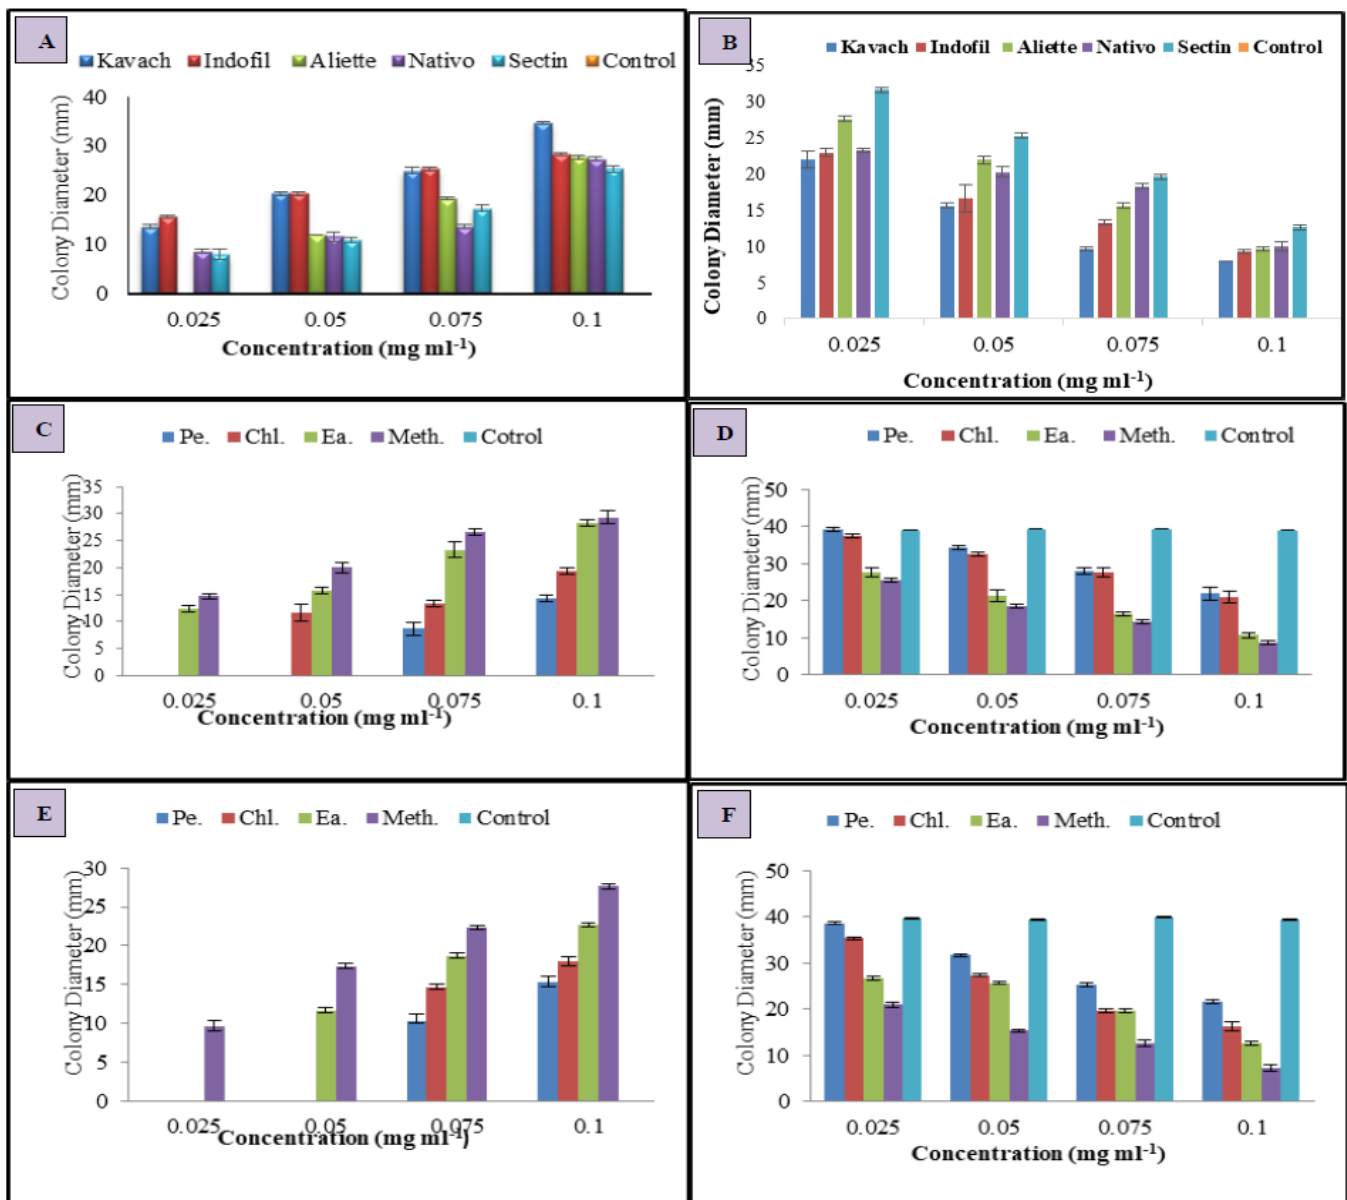 A
Kavach Indofil Aliette Nativo Sectin Control
Colony Diameter (mm)
40
30
20
10
0
0.025 0.05 0.075 0.1
Concentration (mg ml-1)
B
Kavach Indofil Aliette Nativo Sectin Control
Colony Diameter (mm)
35
30
25
20
15
10
5
0
0.025 0.05 0.075 0.1
Concentration (mg ml-1)
C
Pe. Chl. Ea. Meth. Cotrol
Colony Diameter (mm)
35
30
25
20
15
10
5
0
0.025 0.05 0.075 0.1
Concentration (mg ml-1)
D
Pe. Chl. Ea. Meth. Control
Colony Diameter (mm)
50
40
30
20
10
0
0.025 0.05 0.075 0.1
Concentration (mg ml-1)
E
Pe. Chl. Ea. Meth. Control
Colony Diameter (mm)
30
25
20
15
10
5
0
0.025 0.05 0.075 0.1
Concentration (mg ml-1)
F
Pe. Chl. Ea. Meth. Control
Colony Diameter (mm)
50
40
30
20
10
0
0.025 0.05 0.075 0.1
Concentration (mg ml-1)